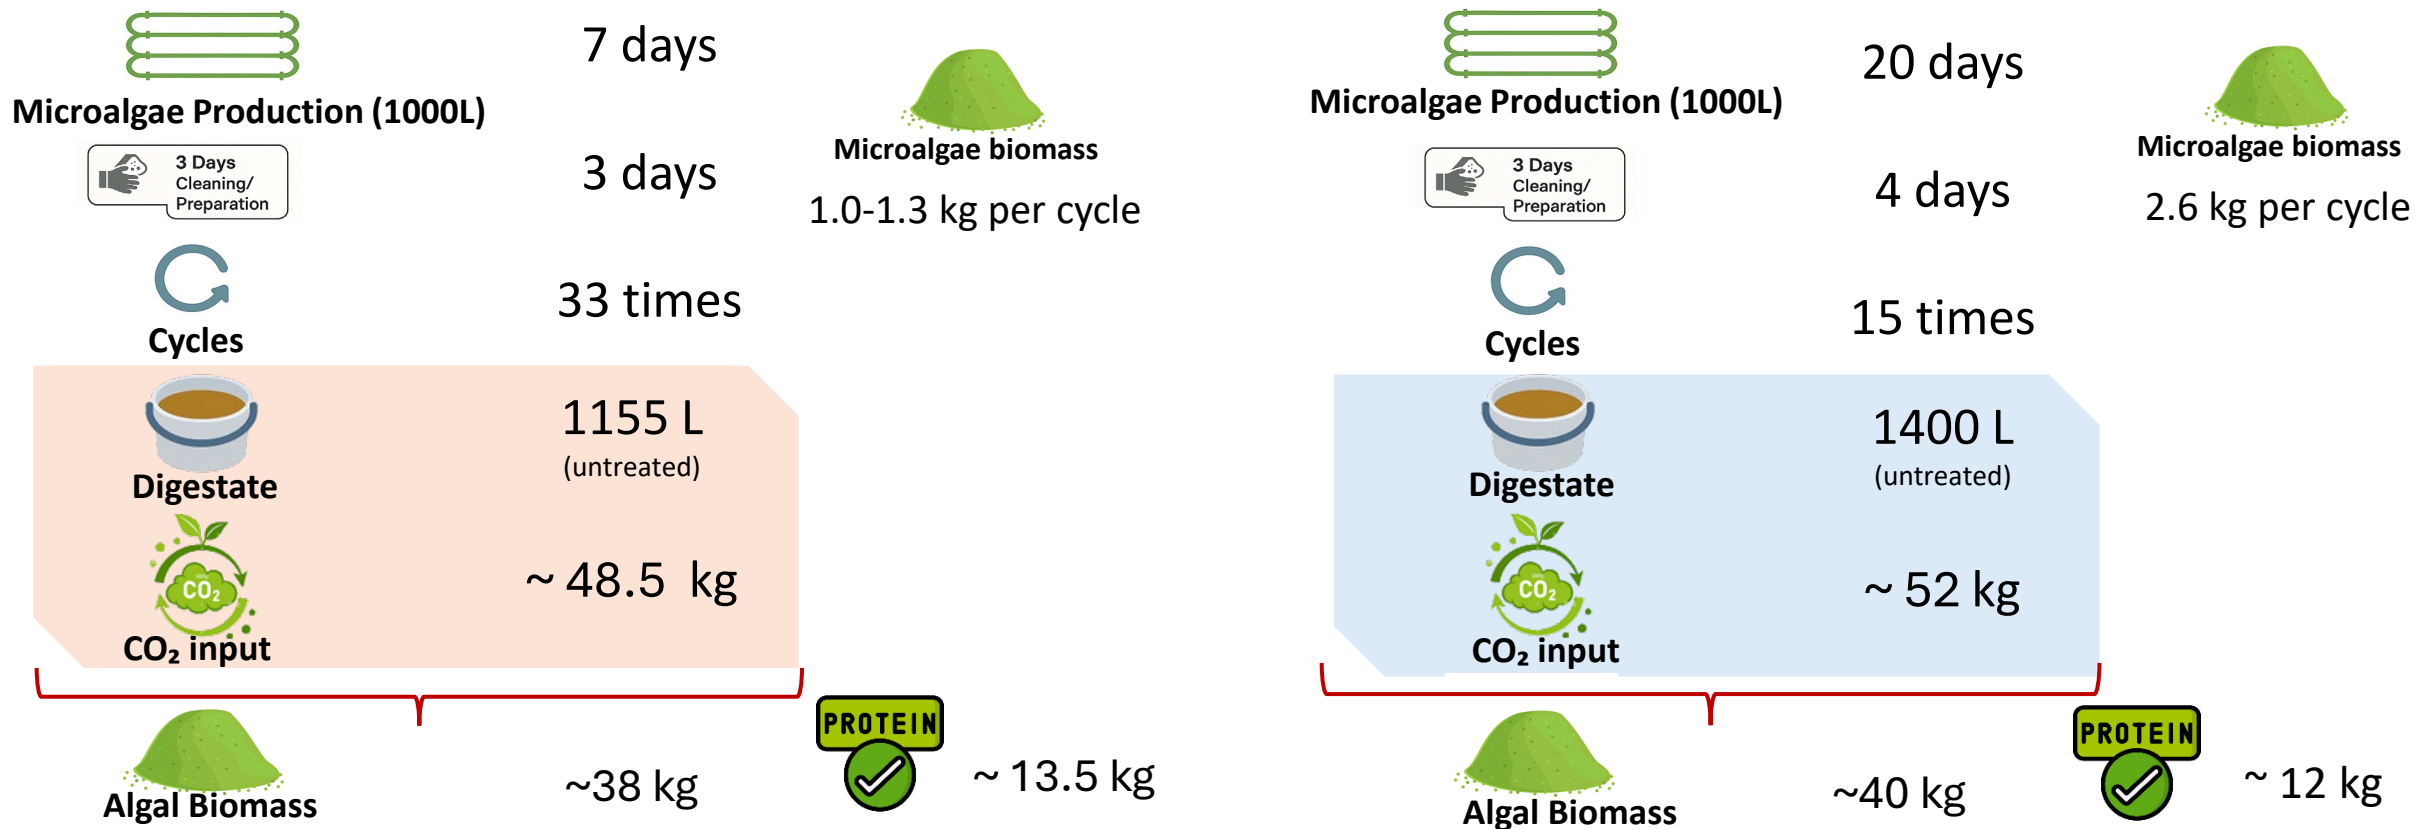 7 days
Microalgae Production (1000L)
3 Days
Cleaning/
Preparation
3 days
Microalgae biomass
1.0-1.3 kg per cycle
33 times
Cycles
1155 L
(untreated)
Digestate
CO₂
~ 48.5 kg
CO₂ input
Algal Biomass
~38 kg
PROTEIN
~ 13.5 kg
20 days
Microalgae Production (1000L)
3 Days
Cleaning/
Preparation
4 days
Microalgae biomass
2.6 kg per cycle
15 times
Cycles
1400 L
(untreated)
Digestate
CO₂
~ 52 kg
CO₂ input
Algal Biomass
~40 kg
PROTEIN
~ 12 kg